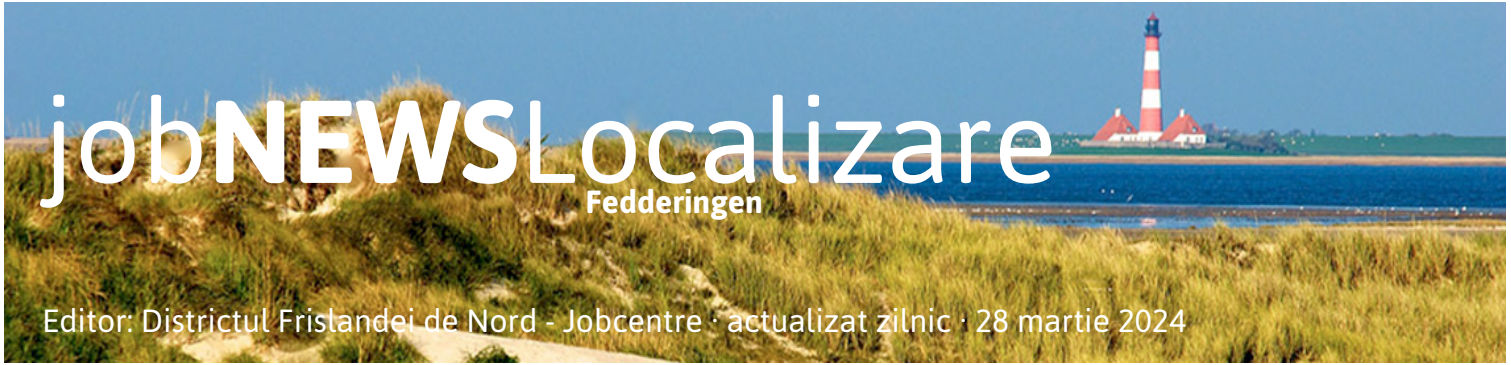 jobNEWSLocalizare
Fedderingen
Editor: Districtul Frislandei de Nord - Jobcentre · actualizat zilnic · 28 martie 2024